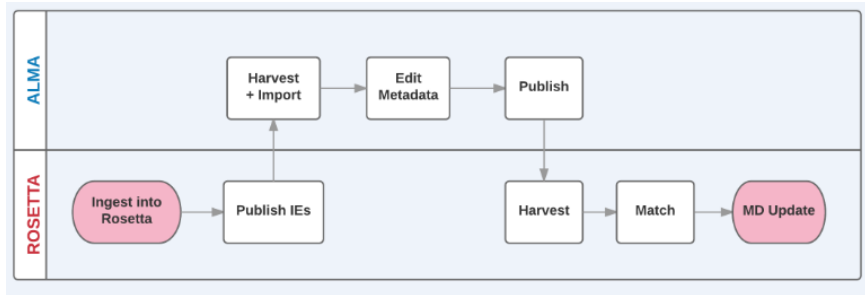 ALMA
Harvest
+ Import
Edit
Metadata
Publish
ROSETTA
Ingest into
Rosetta
Publish IEs
Harvest
Match
MD Update